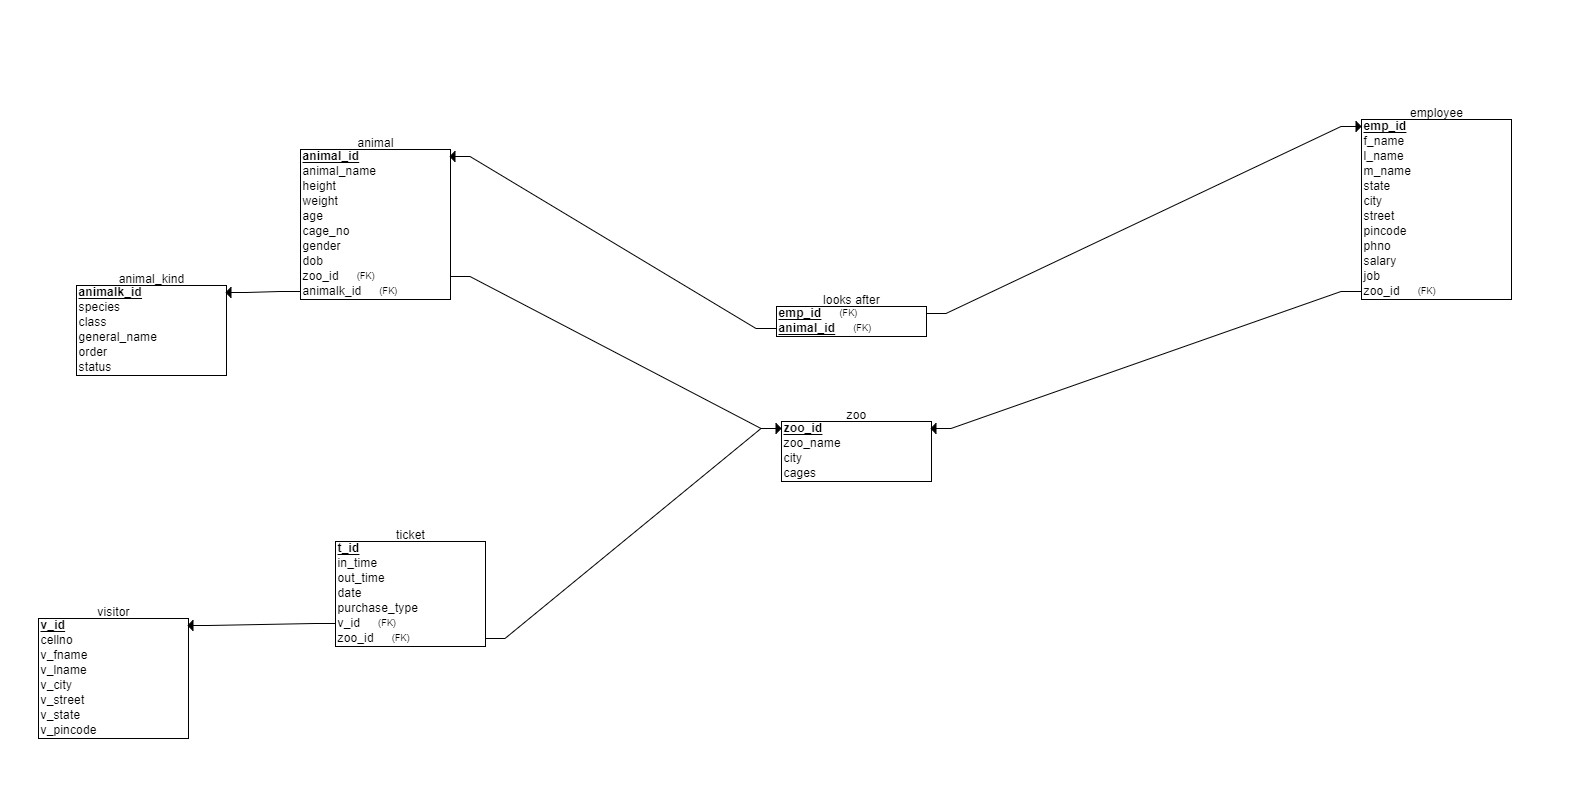 employee
emp_id
f_name
l_name
m_name
state
city
street
pincode
phno
salary
job
zoo_id (FK)
animal
animal_id
animal_name
height
weight
age
cage_no
gender
dob
zoo_id (FK)
animalk_id (FK)
animal_kind
animalk_id
species
class
general_name
order
status
looks after
emp_id (FK)
animal_id (FK)
zoo
zoo_id
zoo_name
city
cages
ticket
t_id
in_time
out_time
date
purchase_type
v_id (FK)
zoo_id (FK)
visitor
v_id
cellno
v_fname
v_lname
v_city
v_street
v_state
v_pincode